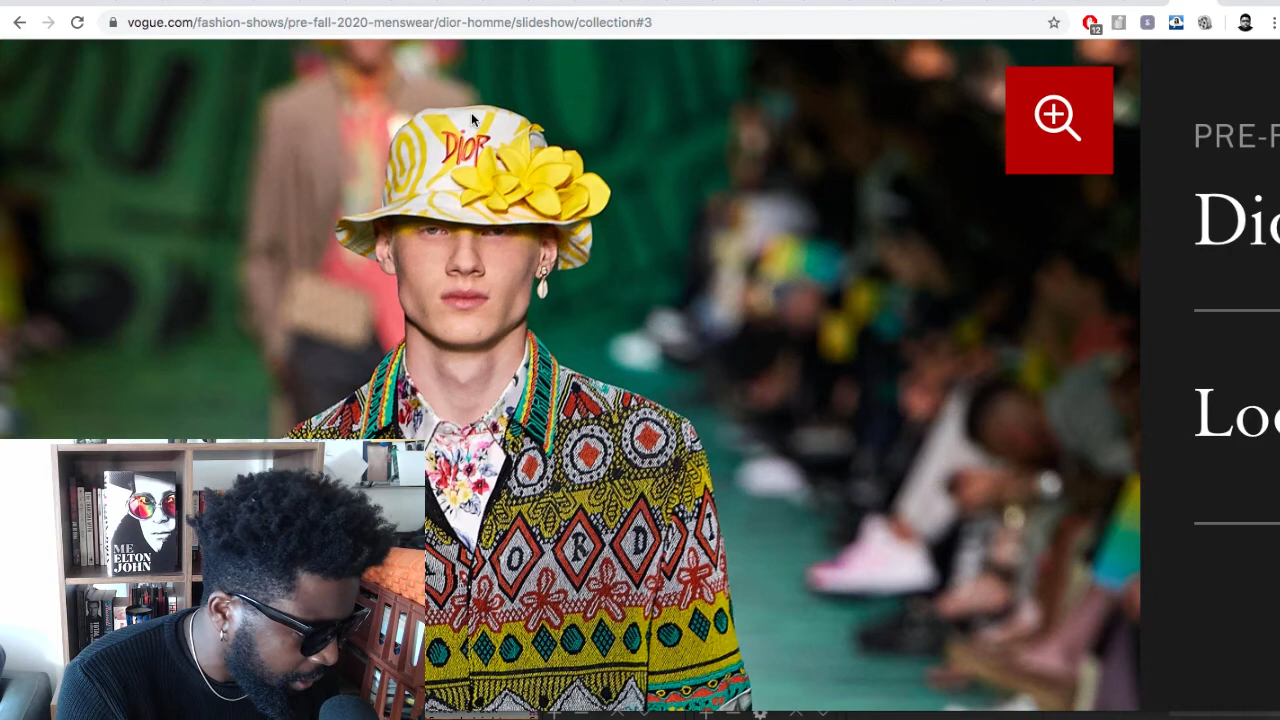 vogue.com/fashion-shows/pre-fall-2020-menswear/dior-homme/slideshow/collection#3
12
DIOR
PRE-F
Dio
Loo
O R D I
ME
ELTON
JOHN